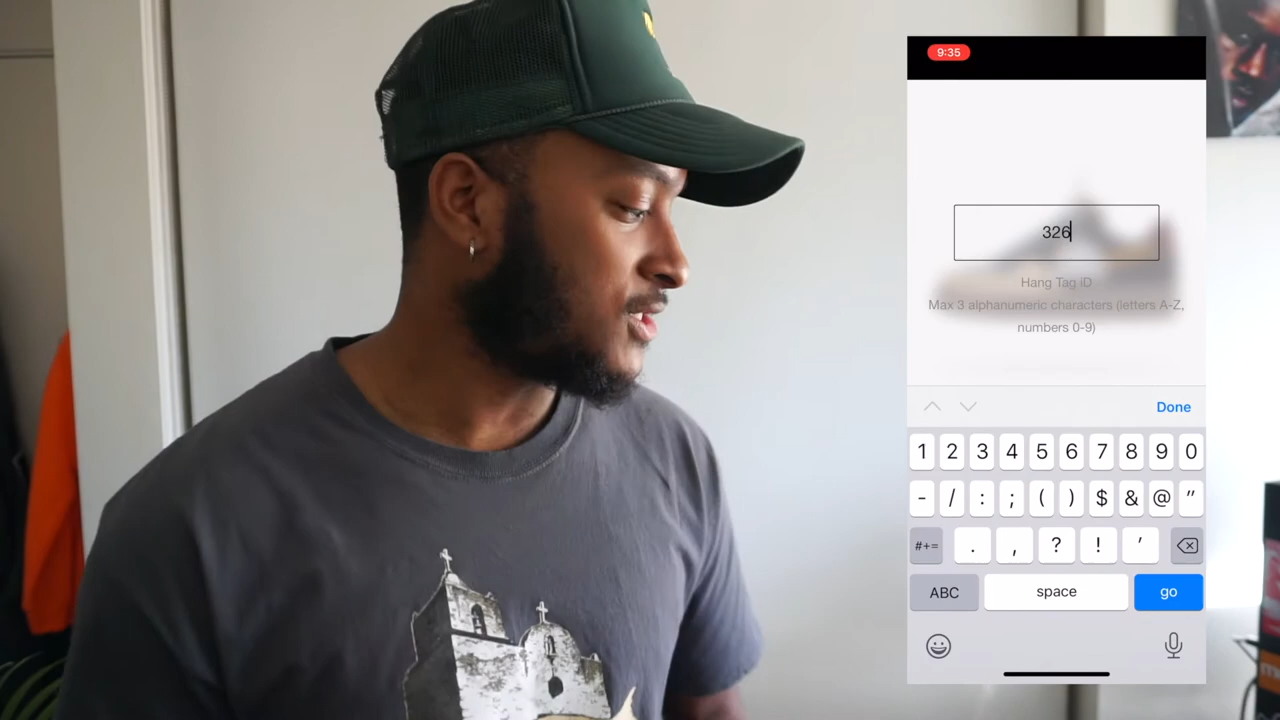 9:35
326
Hang Tag iD
Max 3 alphanumeric characters (letters A-Z,
numbers 0-9)
Done
1 2 3 4 5 6 7 8 9 0
- / : ; ( ) $ & @ "
#+= . , ? ! '
ABC space go